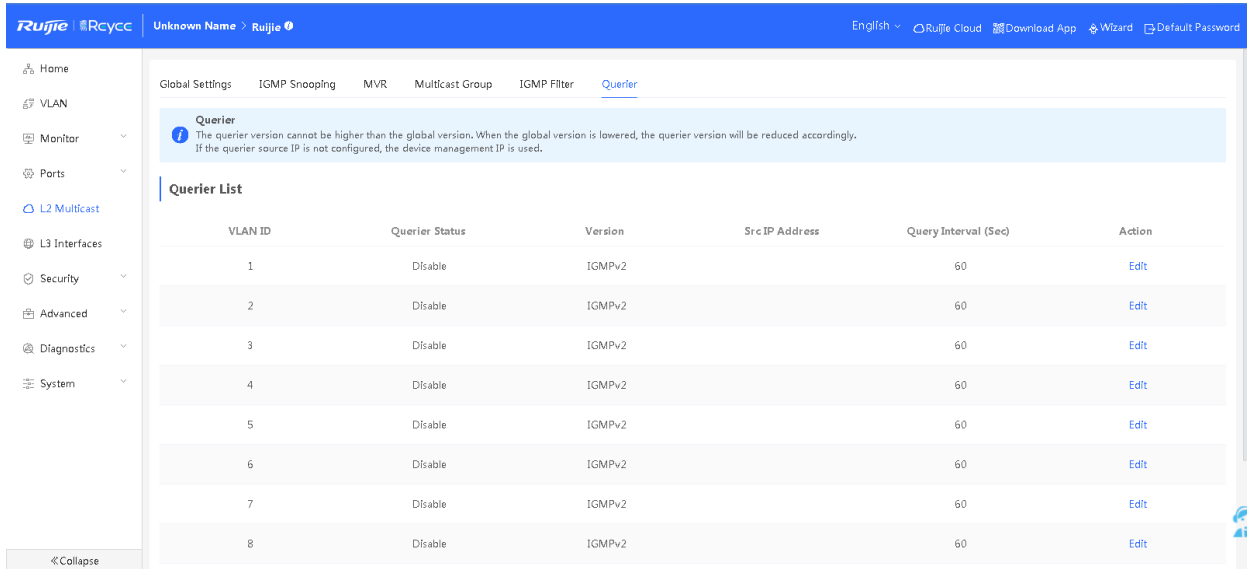 Ruijie Rcycc Unknown Name > Ruijie English Ruijie Cloud Download App Wizard Default Password
Home
VLAN
Monitor
Ports
L2 Multicast
L3 Interfaces
Security
Advanced
Diagnostics
System
«Collapse
Global Settings IGMP Snooping MVR Multicast Group IGMP Filter Querier
Querier
The querier version cannot be higher than the global version. When the global version is lowered, the querier version will be reduced accordingly.
If the querier source IP is not configured, the device management IP is used.
Querier List
VLAN ID Querier Status Version Src IP Address Query Interval (Sec) Action
1 Disable IGMPv2 60 Edit
2 Disable IGMPv2 60 Edit
3 Disable IGMPv2 60 Edit
4 Disable IGMPv2 60 Edit
5 Disable IGMPv2 60 Edit
6 Disable IGMPv2 60 Edit
7 Disable IGMPv2 60 Edit
8 Disable IGMPv2 60 Edit